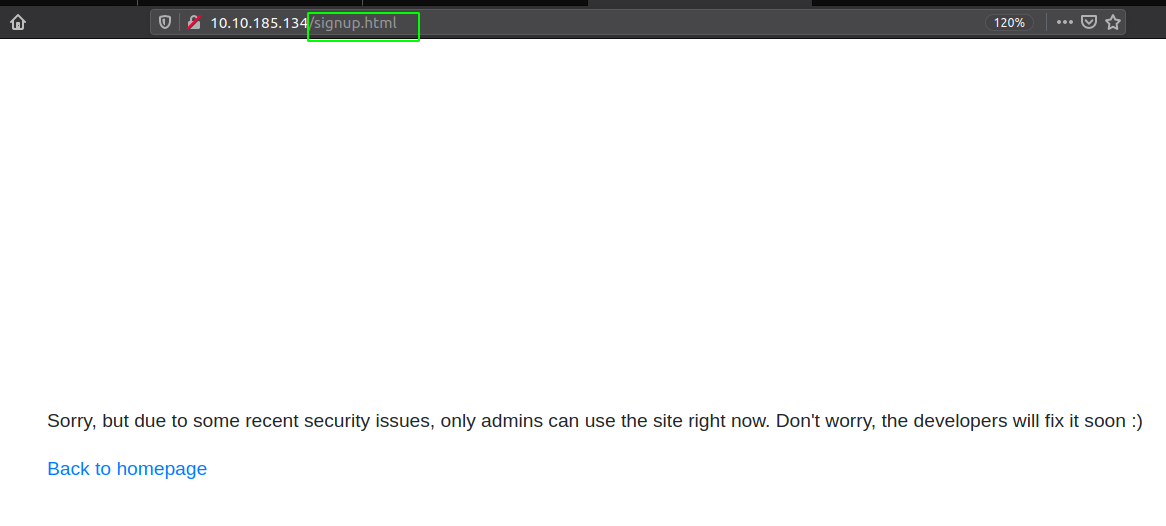 10.10.185.134/signup.html
120%
Sorry, but due to some recent security issues, only admins can use the site right now. Don't worry, the developers will fix it soon :)
Back to homepage